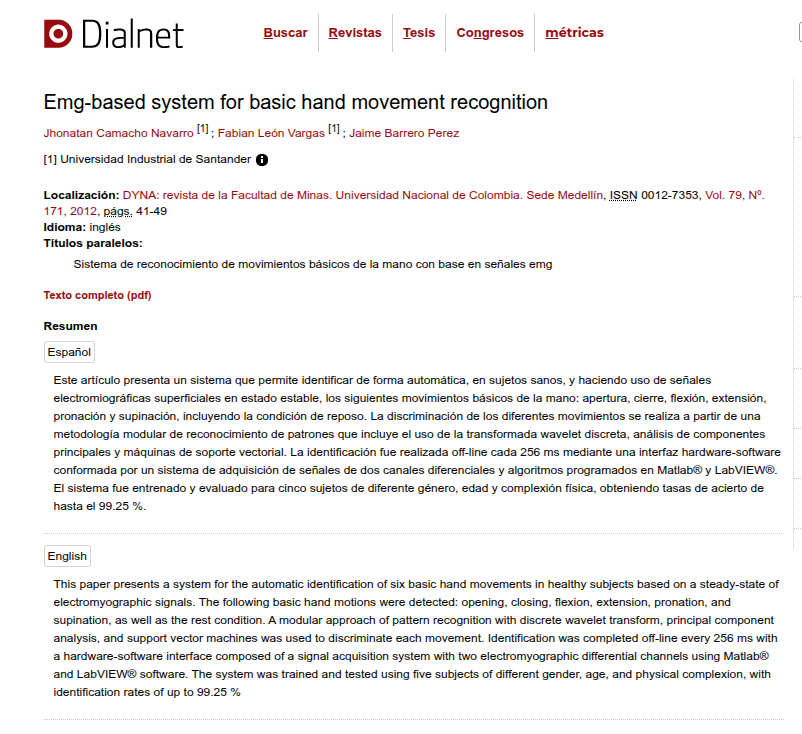 Dialnet
Buscar Revistas Tesis Congresos métricas
Emg-based system for basic hand movement recognition
Jhonatan Camacho Navarro [1] ; Fabian León Vargas [1] ; Jaime Barrero Perez
[1] Universidad Industrial de Santander
Localización: DYNA: revista de la Facultad de Minas. Universidad Nacional de Colombia. Sede Medellín, ISSN 0012-7353, Vol. 79, Nº.
171, 2012, págs. 41-49
Idioma: inglés
Títulos paralelos:
Sistema de reconocimiento de movimientos básicos de la mano con base en señales emg
Texto completo (pdf)
Resumen
Español
Este artículo presenta un sistema que permite identificar de forma automática, en sujetos sanos, y haciendo uso de señales
electromiográficas superficiales en estado estable, los siguientes movimientos básicos de la mano: apertura, cierre, flexión, extensión,
pronación y supinación, incluyendo la condición de reposo. La discriminación de los diferentes movimientos se realiza a partir de una
metodología modular de reconocimiento de patrones que incluye el uso de la transformada wavelet discreta, análisis de componentes
principales y máquinas de soporte vectorial. La identificación fue realizada off-line cada 256 ms mediante una interfaz hardware-software
conformada por un sistema de adquisición de señales de dos canales diferenciales y algoritmos programados en Matlab® y LabVIEW®.
El sistema fue entrenado y evaluado para cinco sujetos de diferente género, edad y complexión física, obteniendo tasas de acierto de
hasta el 99.25 %.
English
This paper presents a system for the automatic identification of six basic hand movements in healthy subjects based on a steady-state of
electromyographic signals. The following basic hand motions were detected: opening, closing, flexion, extension, pronation, and
supination, as well as the rest condition. A modular approach of pattern recognition with discrete wavelet transform, principal component
analysis, and support vector machines was used to discriminate each movement. Identification was completed off-line every 256 ms with
a hardware-software interface composed of a signal acquisition system with two electromyographic differential channels using Matlab®
and LabVIEW® software. The system was trained and tested using five subjects of different gender, age, and physical complexion, with
identification rates of up to 99.25 %